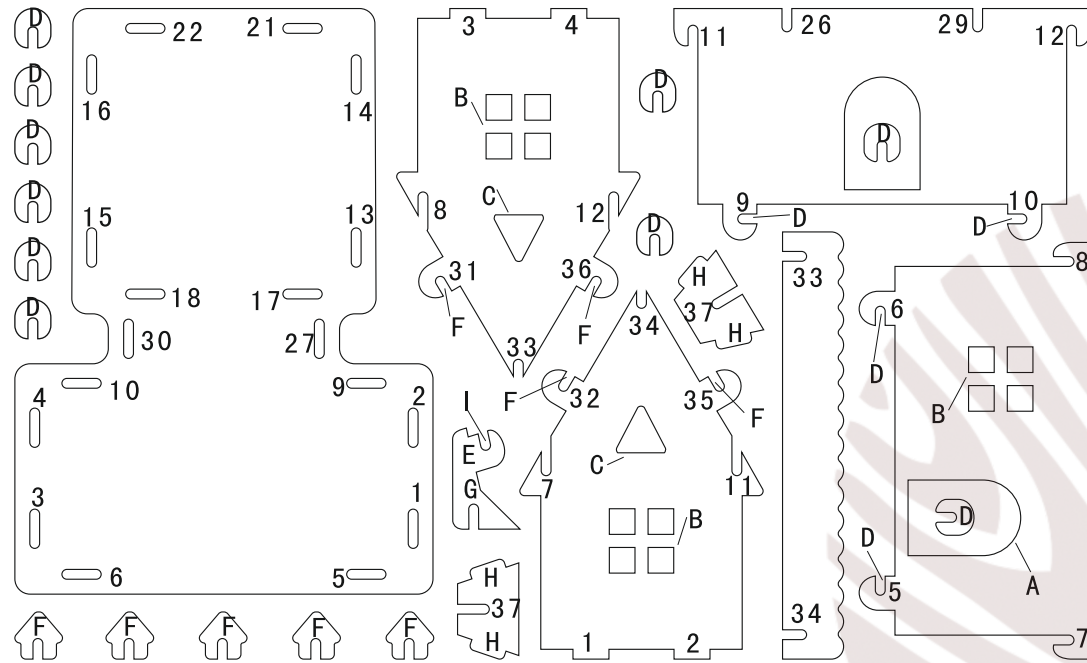 D 22 21 3 4 D 26 29 D
D 16 14 B D 11 12
D D
D 15 13 C 8 12 9 D D 10
D D
D 18 17 31 36 H 37 H 33 8
D 30 27 F F 34 6 D
10 9 33 F 32 35 F B
4 2 I E C
3 1 G 7 11 B D A
6 5 H 37 H D 5
F F F F F 1 2 34 7